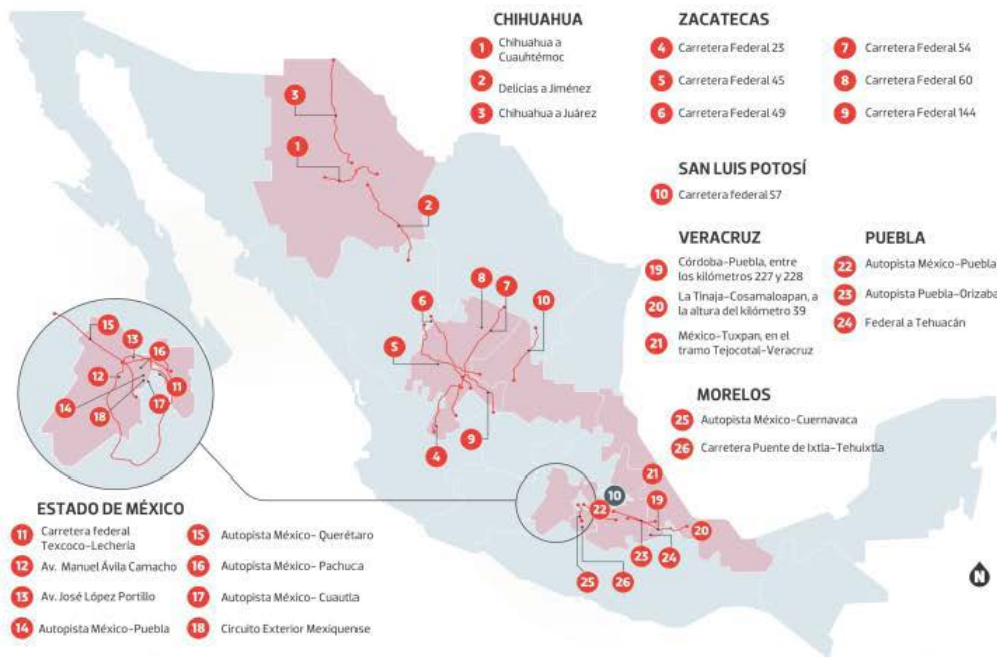 CHIHUAHUA
1 Chihuahua a
Cuauhtémoc
2 Delicias a Jiménez
3 Chihuahua a Juárez
ZACATECAS
4 Carretera Federal 23
5 Carretera Federal 45
6 Carretera Federal 49
7 Carretera Federal 54
8 Carretera Federal 60
9 Carretera Federal 144
SAN LUIS POTOSÍ
10 Carretera federal 57
VERACRUZ
19 Córdoba-Puebla, entre
los kilómetros 227 y 228
20 La Tinaja-Cosamaloapan, a
la altura del kilómetro 39
21 México-Tuxpan, en el
tramo Tejocotal-Veracruz
PUEBLA
22 Autopista México-Puebla
23 Autopista Puebla-Orizaba
24 Federal a Tehuacán
MORELOS
25 Autopista México-Cuernavaca
26 Carretera Puente de Ixtla-Tehuixtla
3
1
2
8
7
10
6
5
9
4
15
13
16
12
11
14
18
17
21
10
19
22
20
23
24
25
26
N
ESTADO DE MÉXICO
11 Carretera federal
Texcoco-Lechería
12 Av. Manuel Ávila Camacho
13 Av. José López Portillo
14 Autopista México-Puebla
15 Autopista México- Querétaro
16 Autopista México- Pachuca
17 Autopista México- Cuautla
18 Circuito Exterior Mexiquense